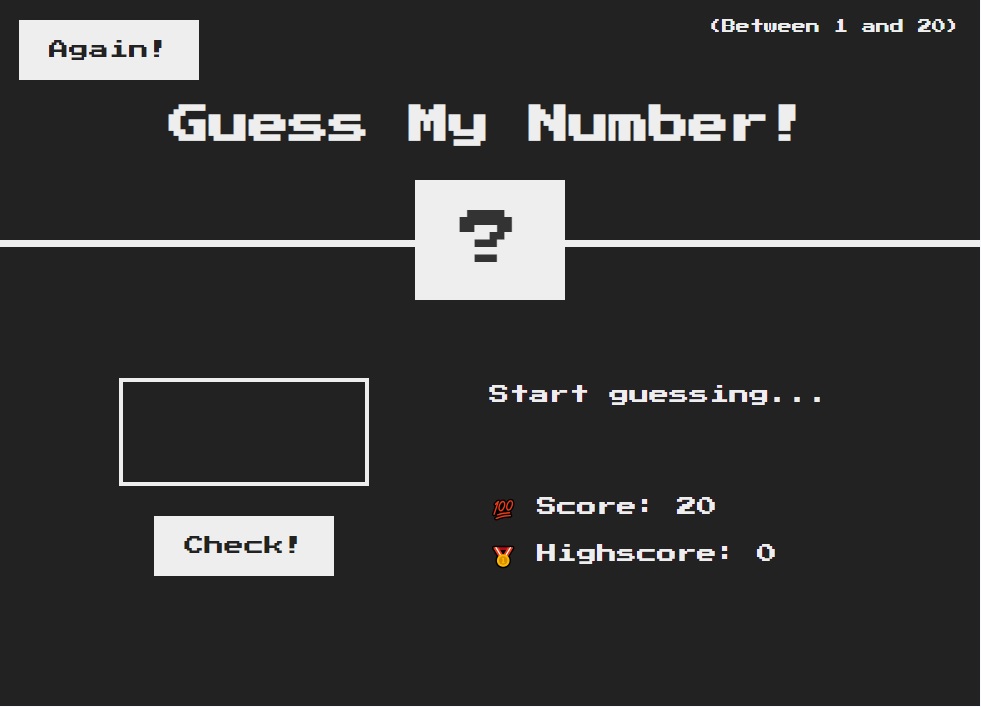 Again!
(Between 1 and 20)
Guess My Number!
?
Start guessing...
💯 Score: 20
Check!
🥇 Highscore: 0